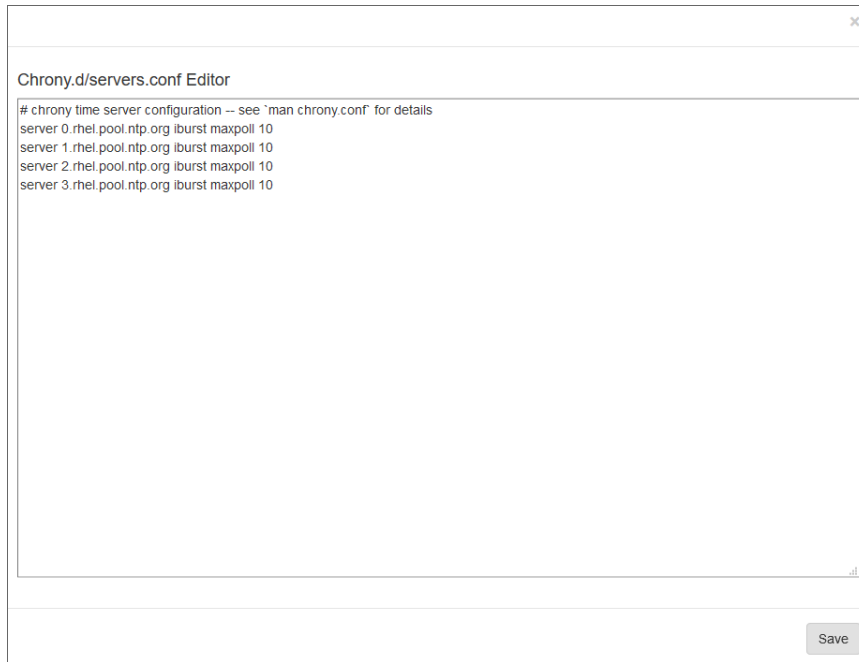 ×
Chrony.d/servers.conf Editor
# chrony time server configuration -- see `man chrony.conf` for details
server 0.rhel.pool.ntp.org iburst maxpoll 10
server 1.rhel.pool.ntp.org iburst maxpoll 10
server 2.rhel.pool.ntp.org iburst maxpoll 10
server 3.rhel.pool.ntp.org iburst maxpoll 10
Save